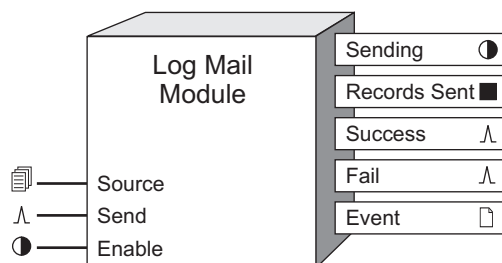 Log Mail
Module
Source
Send
Enable
Sending
Records Sent
Success
Fail
Event